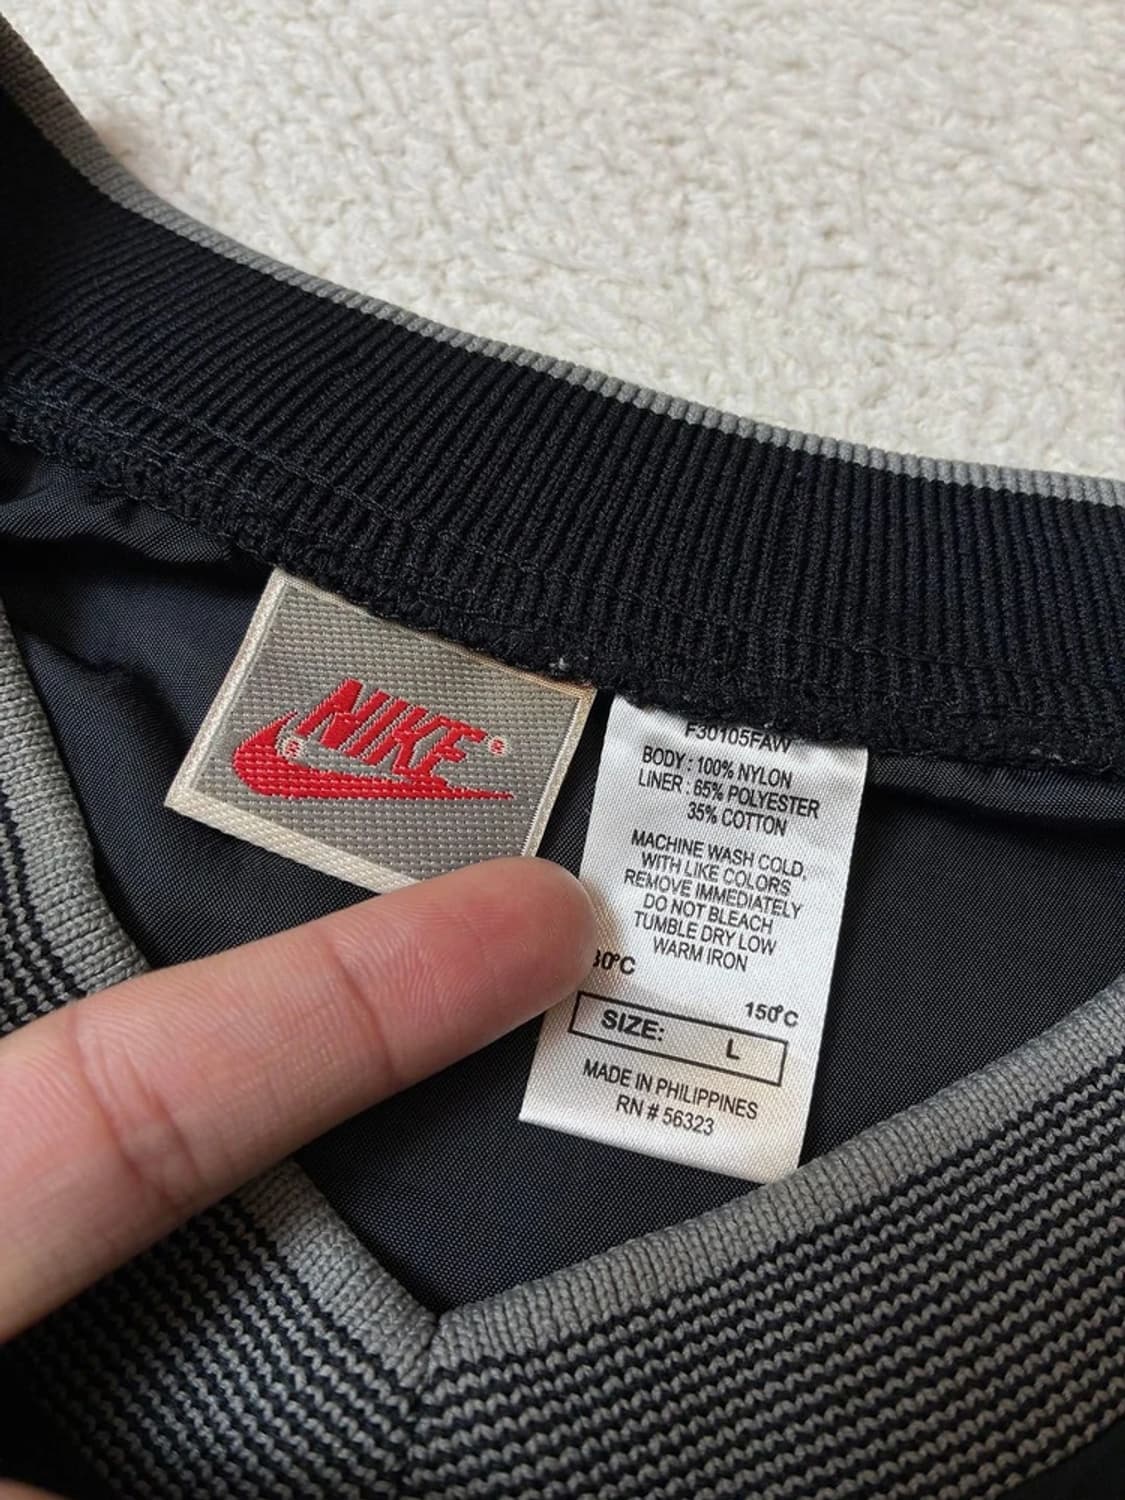 NIKE®
®
F30105FAW
BODY : 100% NYLON
LINER : 65% POLYESTER
35% COTTON
MACHINE WASH COLD,
WITH LIKE COLORS
REMOVE IMMEDIATELY
DO NOT BLEACH
TUMBLE DRY LOW
WARM IRON
30°C
150°C
SIZE: L
MADE IN PHILIPPINES
RN # 56323